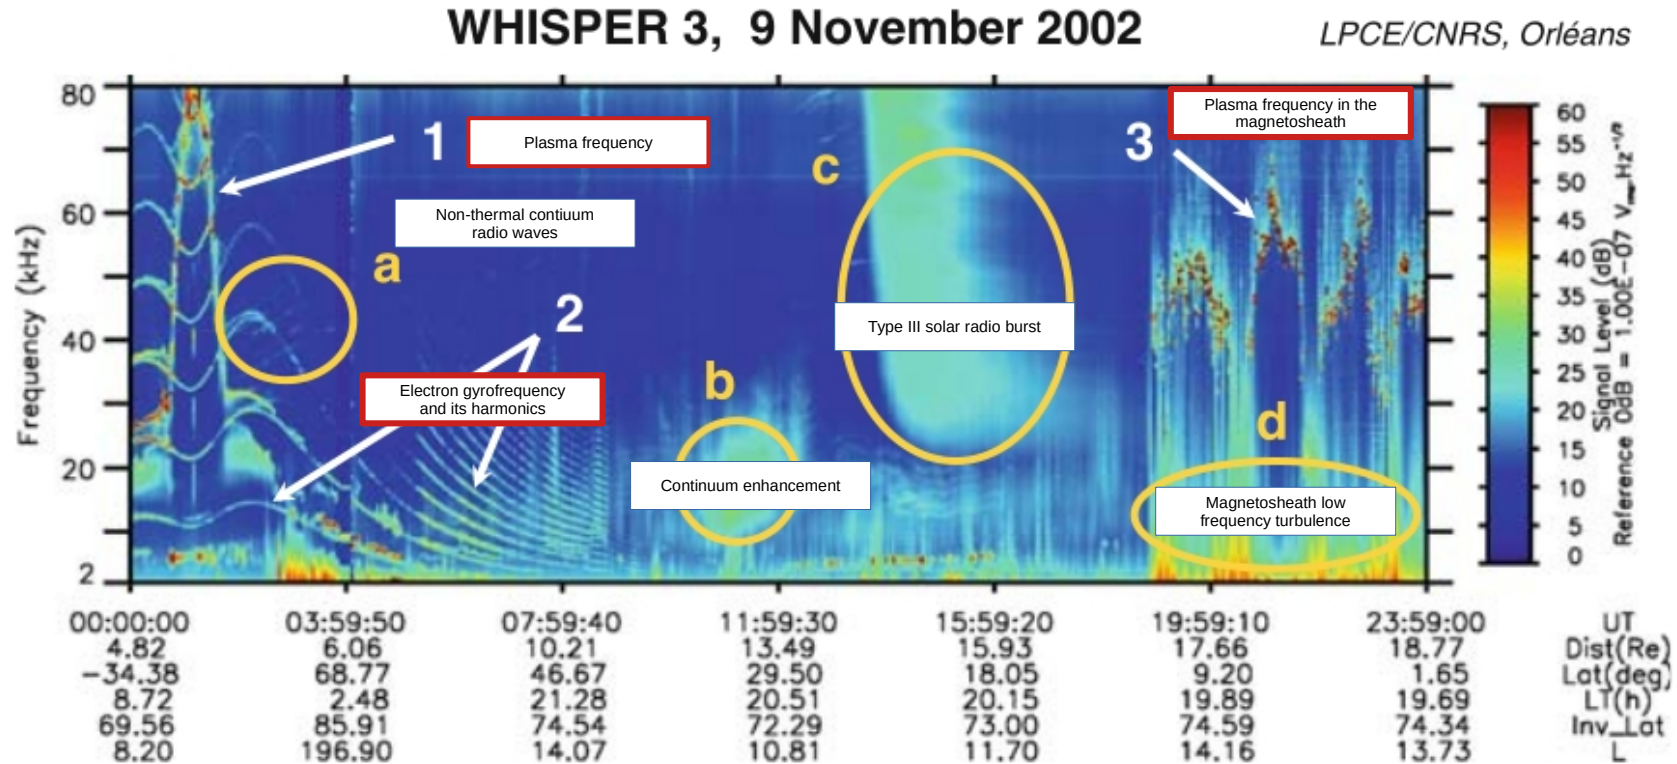 WHISPER 3, 9 November 2002
LPCE/CNRS, Orléans
Frequency (kHz)
80
60
40
20
2
1
Plasma frequency
Non-thermal contiuum
radio waves
a
2
Electron gyrofrequency
and its harmonics
b
Continuum enhancement
c
Type III solar radio burst
3
Plasma frequency in the
magnetosheath
d
Magnetosheath low
frequency turbulence
60
55
50
45
40
35
30
25
20
15
10
5
0
Signal Level (dB)
Reference 0dB = 1.00E-07
00:00:00 03:59:50 07:59:40 11:59:30 15:59:20 19:59:10 23:59:00 UT
4.82 6.06 10.21 13.49 15.93 17.66 18.77 Dist(Re)
-34.38 68.77 46.67 29.50 18.05 9.20 1.65 Lat(deg)
8.72 2.48 21.28 20.51 20.15 19.89 19.69 LT(h)
69.56 85.91 74.54 72.29 73.00 74.59 74.34 Inv_Lat
8.20 196.90 14.07 10.81 11.70 14.16 13.73 L